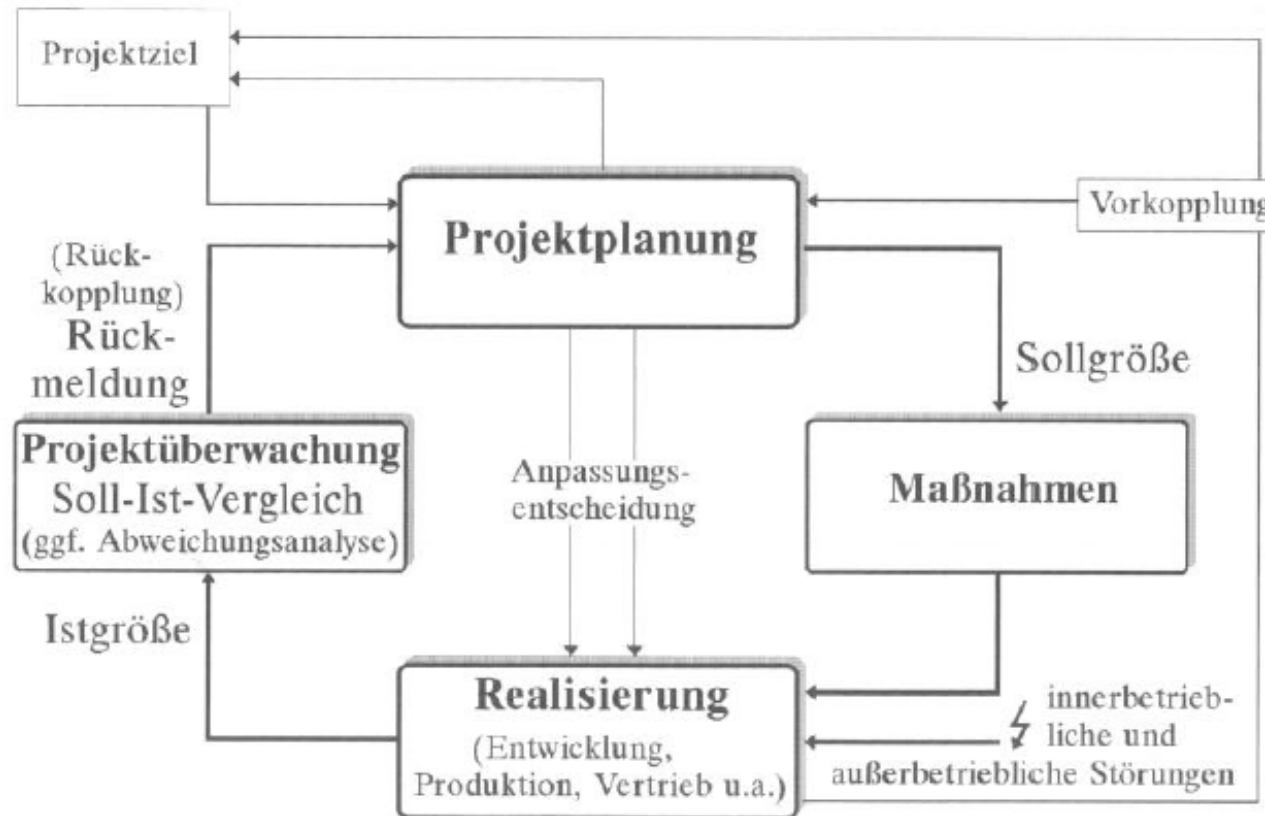 Projektziel
Vorkopplung
Projektplanung
(Rück-
kopplung)
Rück-
meldung
Sollgröße
Projektüberwachung
Soll-Ist-Vergleich
(ggf. Abweichungsanalyse)
Anpassungs-
entscheidung
Maßnahmen
Istgröße
Realisierung
(Entwicklung,
Produktion, Vertrieb u.a.)
innerbetrieb-
liche und
außerbetriebliche Störungen